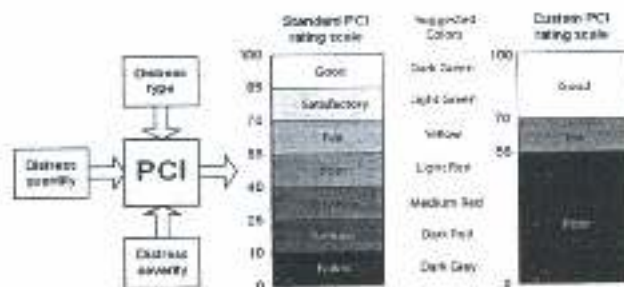 Standard PCI
rating scale
Suggested
Colors
Custom PCI
rating scale
Distress
type
Distress
quantity
PCI
Distress
severity
100
85
70
55
40
25
10
0
Good
Satisfactory
Fair
Poor
Serious
Failed
Dark Green
Light Green
Yellow
Light Red
Medium Red
Dark Red
Dark Grey
100
70
55
0
Good
Fair
Poor